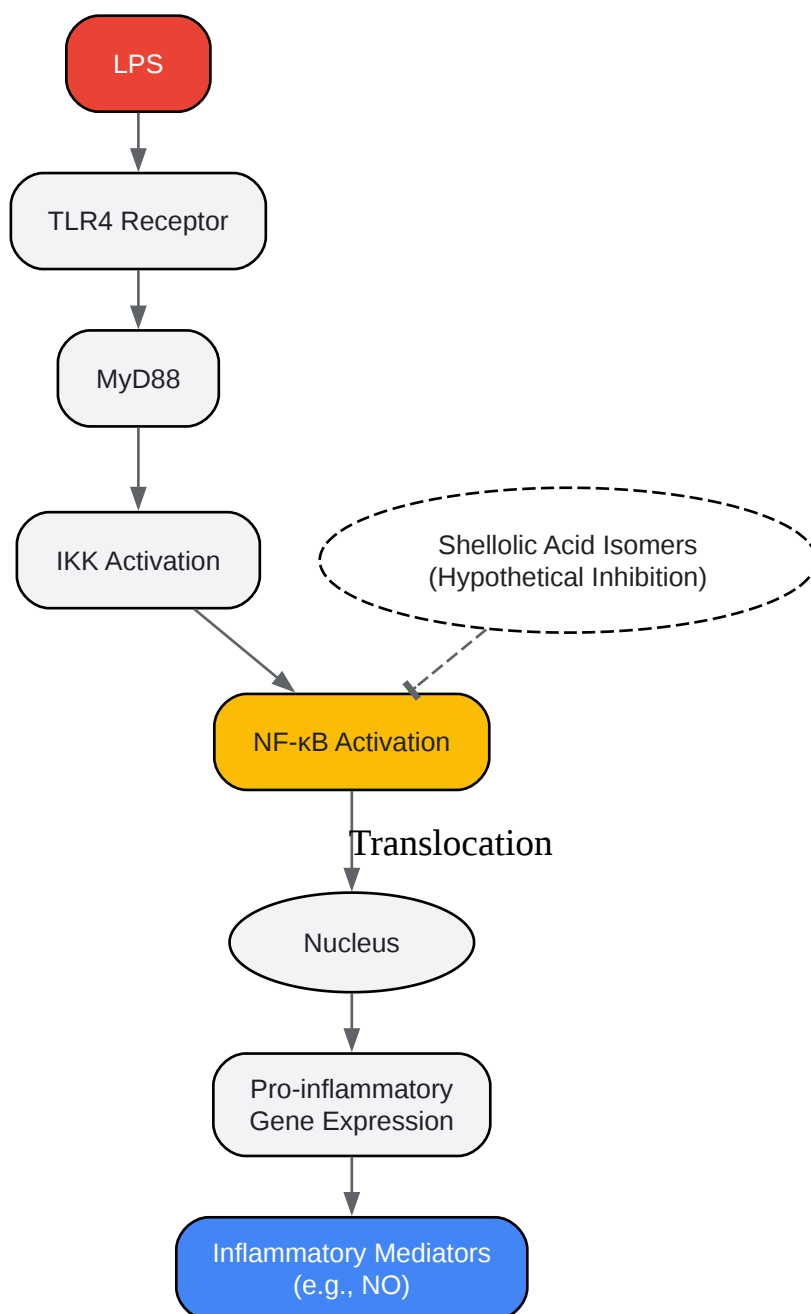 LPS
TLR4 Receptor
MyD88
IKK Activation
Shellolic Acid Isomers
(Hypothetical Inhibition)
NF-κB Activation
Translocation
Nucleus
Pro-inflammatory
Gene Expression
Inflammatory Mediators
(e.g., NO)